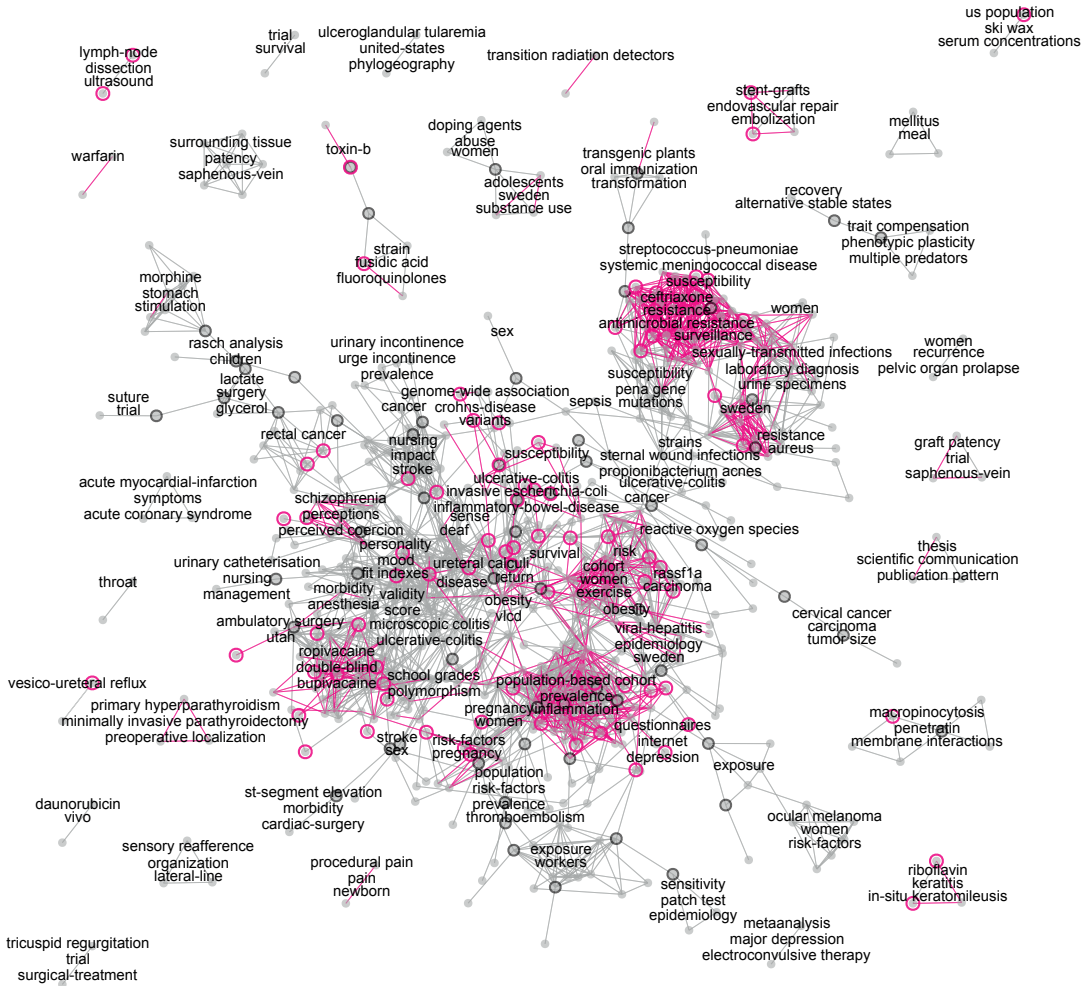 us population
ski wax
serum concentrations
trial
survival
ulceroglandular tularemia
united-states
phylogeography
lymph-node
dissection
ultrasound
transition radiation detectors
stent-grafts
endovascular repair
embolization
mellitus
meal
doping agents
abuse
women
surrounding tissue
patency
saphenous-vein
toxin-b
warfarin
transgenic plants
oral immunization
transformation
adolescents
sweden
substance use
recovery
alternative stable states
trait compensation
phenotypic plasticity
multiple predators
strain
fusidic acid
fluoroquinolones
streptococcus-pneumoniae
systemic meningococcal disease
susceptibility
ceftriaxone
resistance
antimicrobial resistance
surveillance
women
morphine
stomach
stimulation
sex
rasch analysis
children
urinary incontinence
urge incontinence
prevalence
sexually-transmitted infections
laboratory diagnosis
urine specimens
women
recurrence
pelvic organ prolapse
susceptibility
pena gene
mutations
lactate
surgery
glycerol
genome-wide association
crohns-disease
variants
cancer
sepsis
suture
trial
sweden
rectal cancer
nursing
impact
stroke
strains
sternal wound infections
propionibacterium acnes
resistance
aureus
graft patency
trial
saphenous-vein
susceptibility
ulcerative-colitis
invasive escherichia-coli
inflammatory-bowel-disease
ulcerative-colitis
cancer
acute myocardial-infarction
symptoms
acute coronary syndrome
schizophrenia
perceptions
perceived coercion
personality
sense
deaf
reactive oxygen species
thesis
scientific communication
publication pattern
urinary catheterisation
nursing
management
mood
fit indexes
ureteral calculi
disease
return
survival
risk
cohort
women
exercise
rassf1a
carcinoma
throat
morbidity
anesthesia
validity
score
obesity
vlcd
obesity
cervical cancer
carcinoma
tumor size
ambulatory surgery
utah
microscopic colitis
ulcerative-colitis
viral-hepatitis
epidemiology
sweden
ropivacaine
double-blind
bupivacaine
school grades
polymorphism
population-based cohort
prevalence
inflammation
vesico-ureteral reflux
primary hyperparathyroidism
minimally invasive parathyroidectomy
preoperative localization
pregnancy
women
questionnaires
internet
depression
macropinocytosis
penetratin
membrane interactions
stroke
sex
risk-factors
pregnancy
exposure
population
risk-factors
prevalence
thromboembolism
st-segment elevation
morbidity
cardiac-surgery
daunorubicin
vivo
ocular melanoma
women
risk-factors
sensory reafference
organization
lateral-line
exposure
workers
procedural pain
pain
newborn
riboflavin
keratitis
in-situ keratomileusis
sensitivity
patch test
epidemiology
metaanalysis
major depression
electroconvulsive therapy
tricuspid regurgitation
trial
surgical-treatment